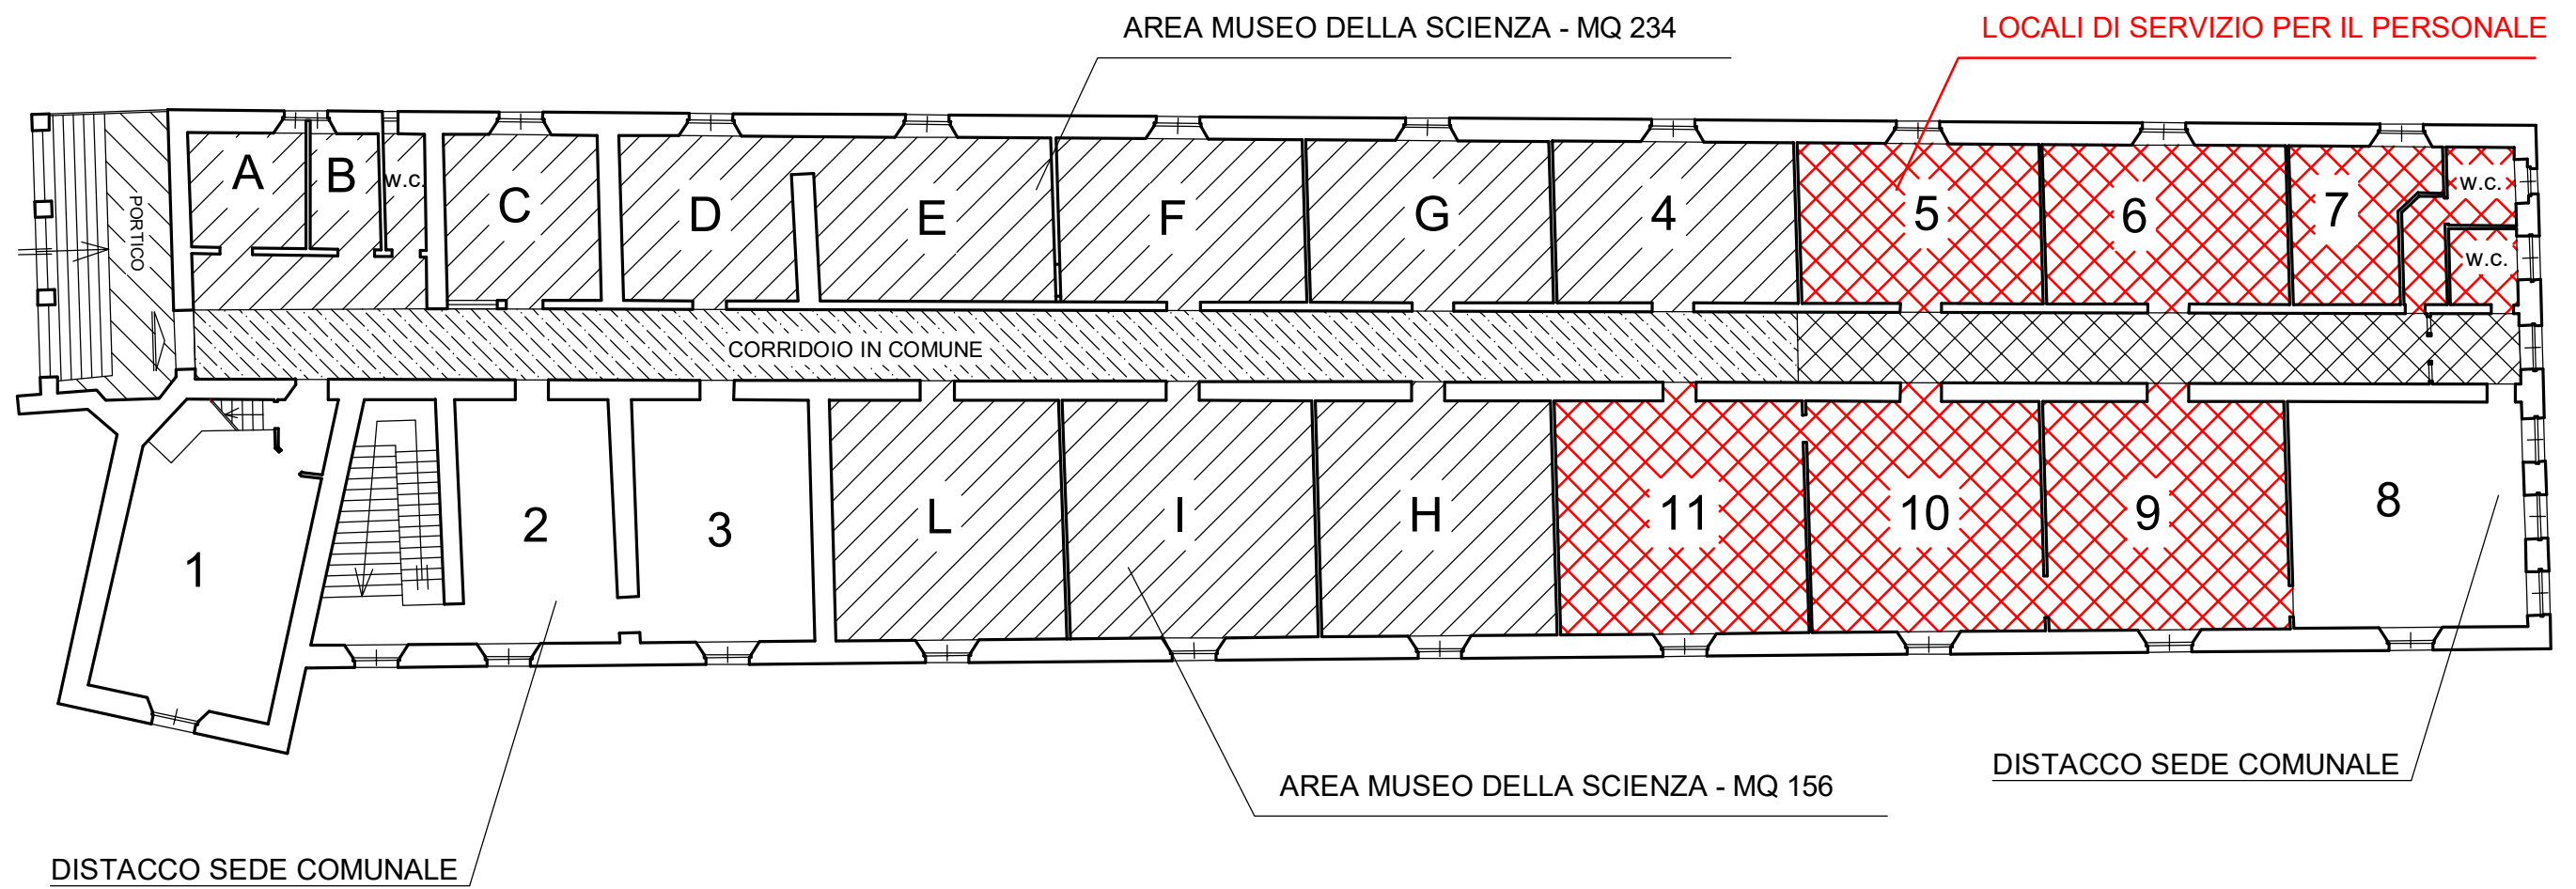 AREA MUSEO DELLA SCIENZA - MQ 234
LOCALI DI SERVIZIO PER IL PERSONALE
PORTICO
A
B
w.c.
C
D
E
F
G
4
5
6
7
w.c.
w.c.
CORRIDOIO IN COMUNE
1
2
3
L
I
H
11
10
9
8
AREA MUSEO DELLA SCIENZA - MQ 156
DISTACCO SEDE COMUNALE
DISTACCO SEDE COMUNALE